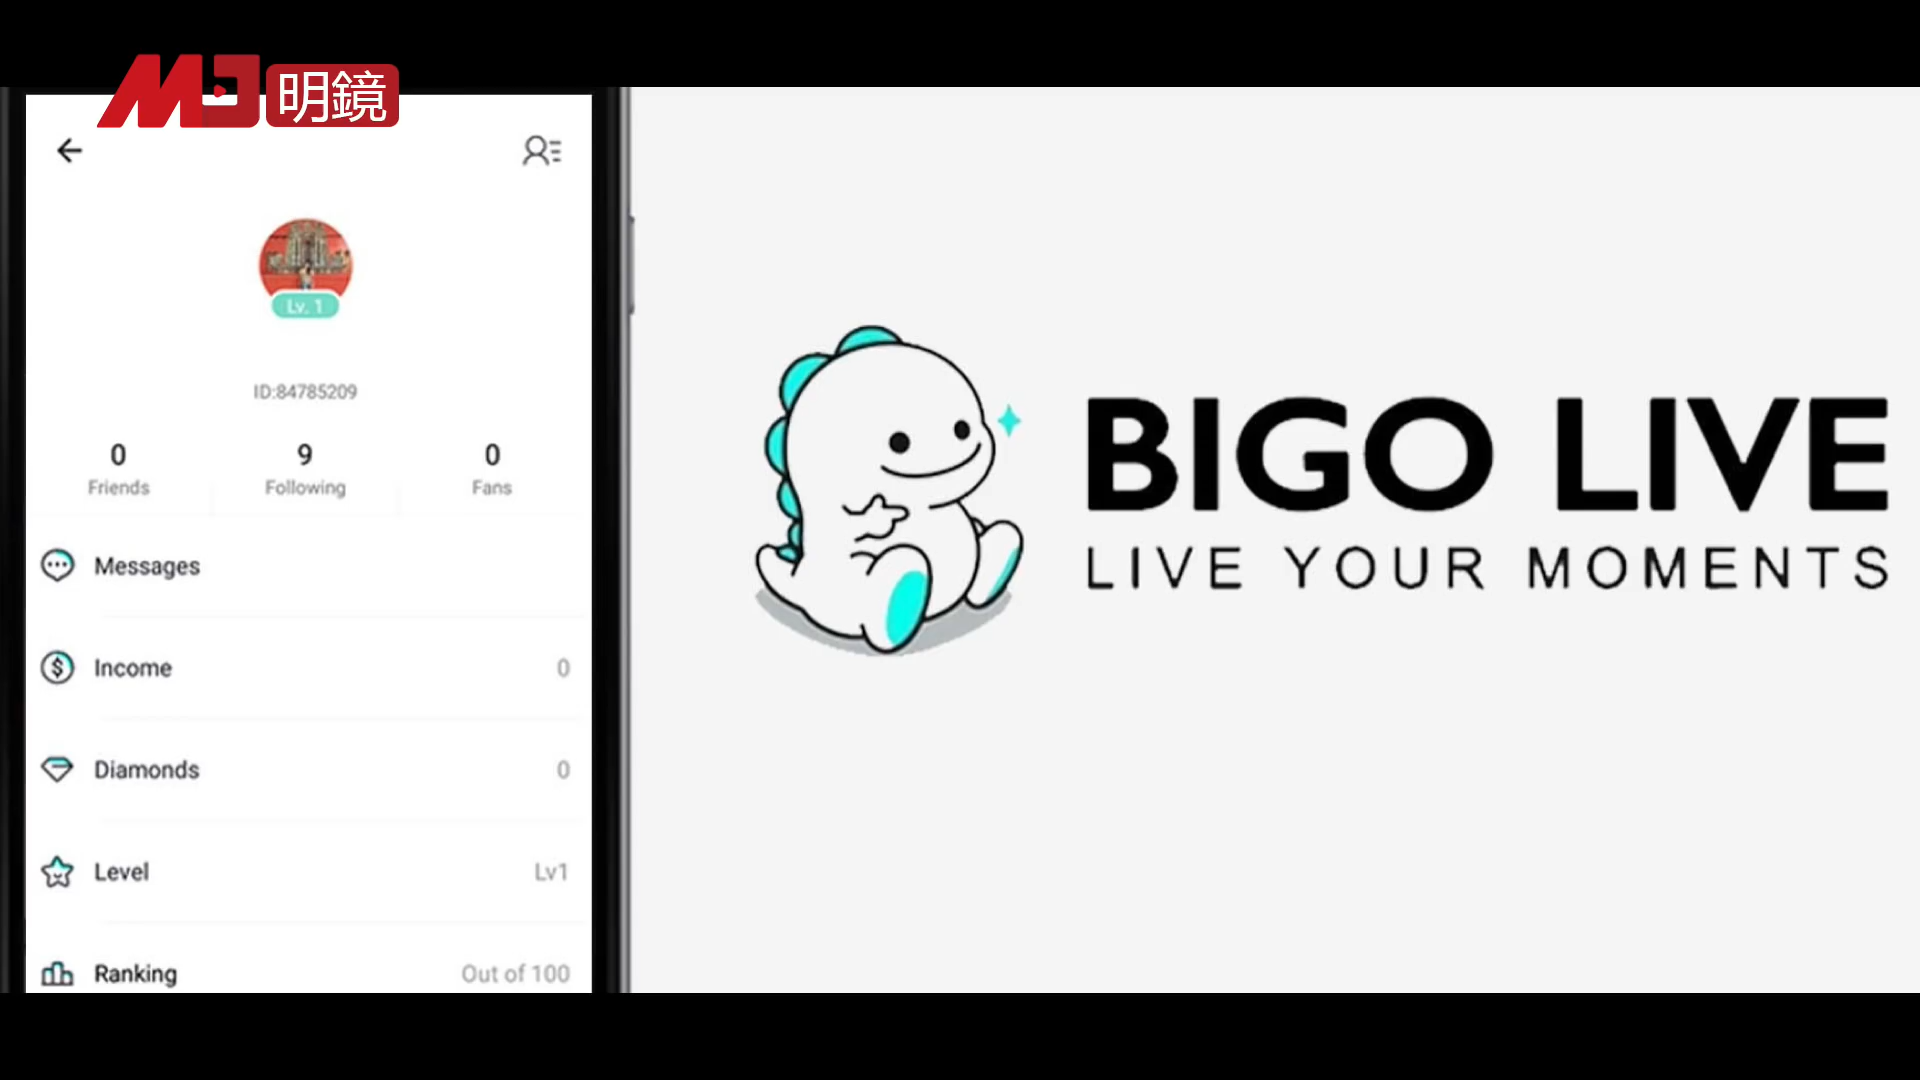 明鏡
Lv. 1
ID:84785209
0
Friends
9
Following
0
Fans
Messages
Income 0
Diamonds 0
Level Lv1
Ranking Out of 100
BIGO LIVE
LIVE YOUR MOMENTS